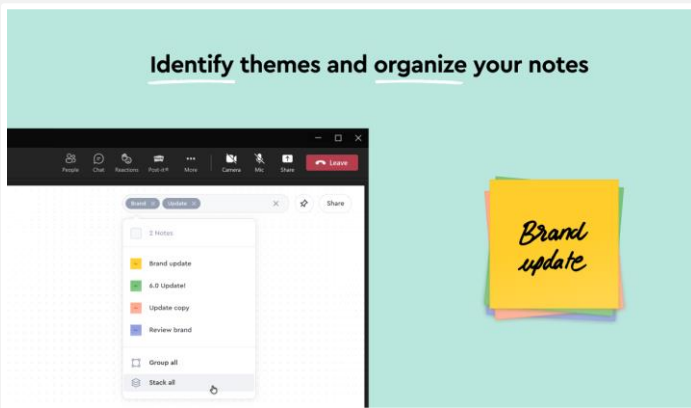 Identify themes and organize your notes
People Chat Reactions Post-it® More Camera Mic Share Leave
Brand Update Share
2 Notes
Brand update
6.0 Update!
Update copy
Review brand
Group all
Stack all
Brand
update